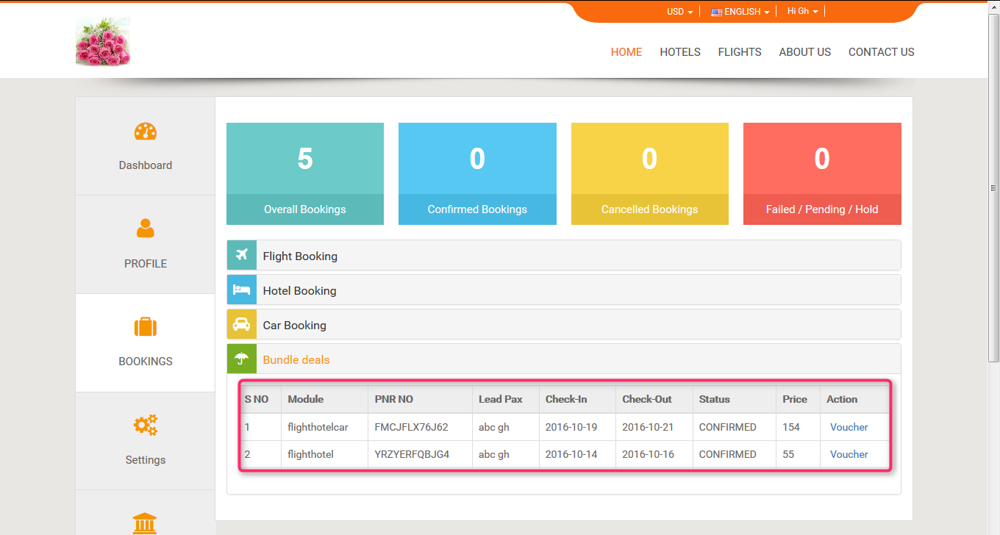 USD ENGLISH Hi Gh
HOME HOTELS FLIGHTS ABOUT US CONTACT US
Dashboard
PROFILE
BOOKINGS
Settings
5
Overall Bookings
0
Confirmed Bookings
0
Cancelled Bookings
0
Failed / Pending / Hold
Flight Booking
Hotel Booking
Car Booking
Bundle deals
S NO Module PNR NO Lead Pax Check-In Check-Out Status Price Action
1 flighthotelcar FMCJFLX76J62 abc gh 2016-10-19 2016-10-21 CONFIRMED 154 Voucher
2 flighthotel YRZYERFQBJG4 abc gh 2016-10-14 2016-10-16 CONFIRMED 55 Voucher